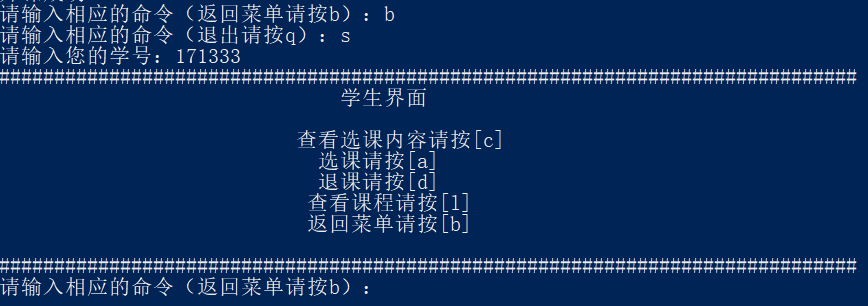 请输入相应的命令（返回菜单请按b）：b
请输入相应的命令（退出请按q）：s
请输入您的学号：171333
##############################################################################
学生界面
查看选课内容请按[c]
选课请按[a]
退课请按[d]
查看课程请按[l]
返回菜单请按[b]
##############################################################################
请输入相应的命令（返回菜单请按b）：